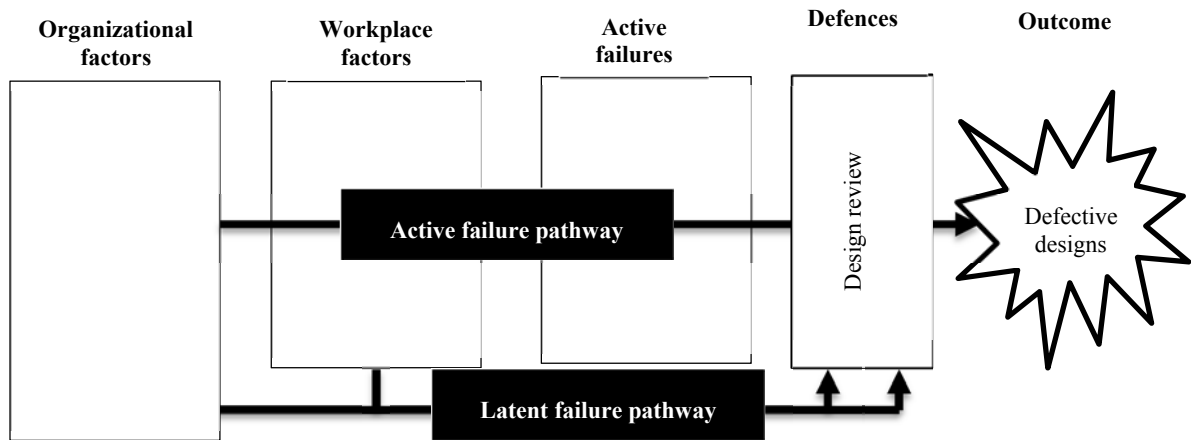 Organizational
factors
Workplace
factors
Active
failures
Defences
Outcome
Active failure pathway
Design review
Defective
designs
Latent failure pathway